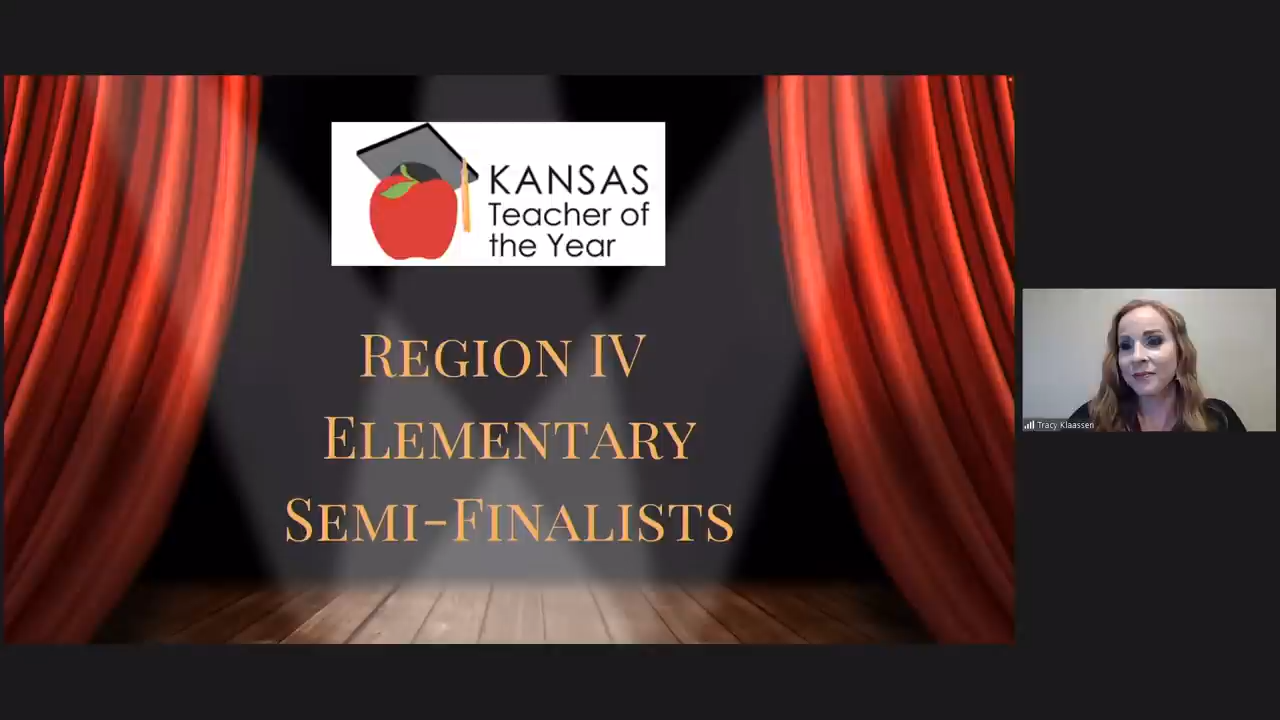 KANSAS
Teacher of
the Year
Region IV
Elementary
Semi-Finalists
Tracy Klaassen